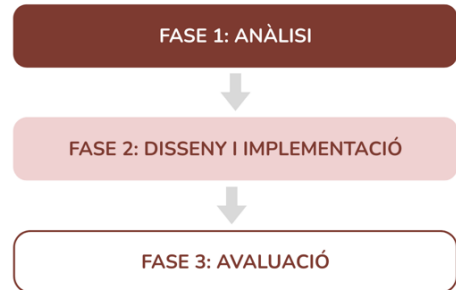 FASE 1: ANÀLISI
FASE 2: DISSENY I IMPLEMENTACIÓ
FASE 3: AVALUACIÓ